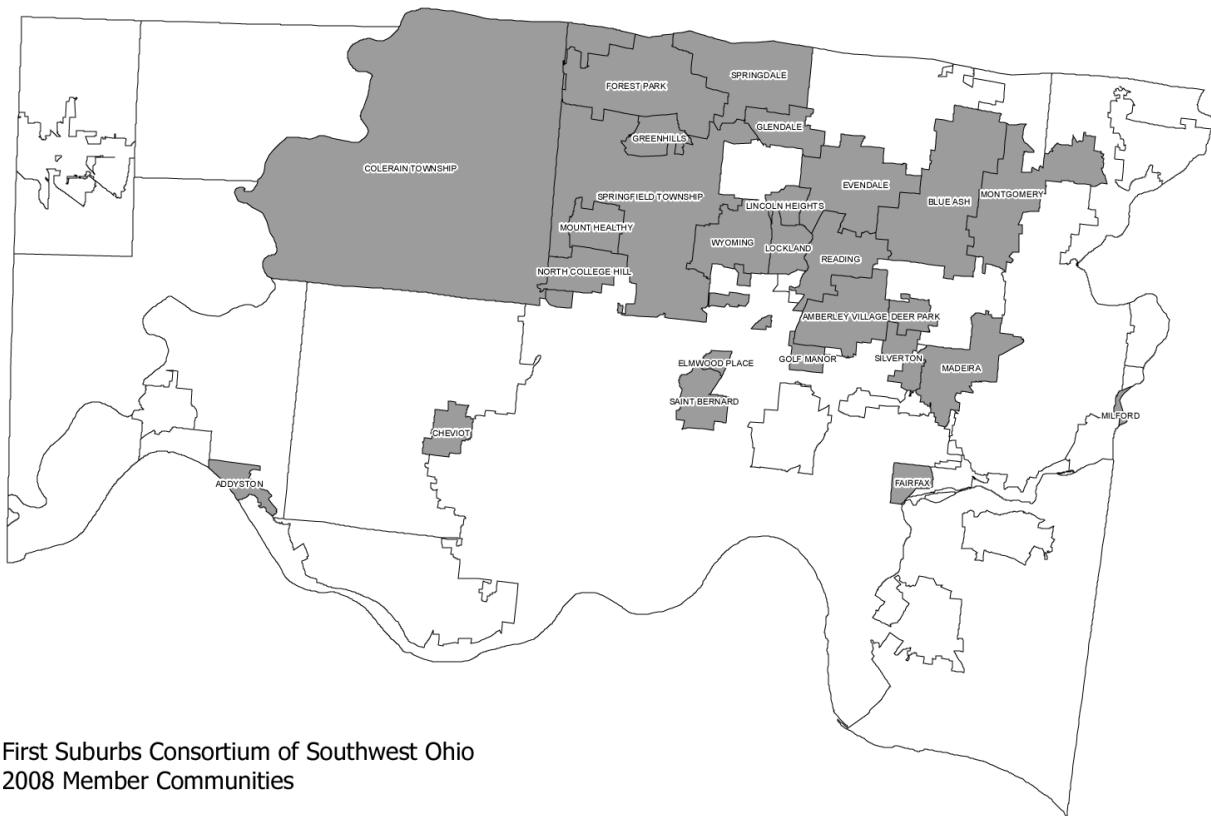 SPRINGDALE
FOREST PARK
GLENDALE
GREENHILLS
COLERAIN TOWNSHIP
EVENDALE
MONTGOMERY
SPRINGFIELD TOWNSHIP
BLUE ASH
LINCOLN HEIGHTS
MOUNT HEALTHY
WYOMING
LOCKLAND
READING
NORTH COLLEGE HILL
AMBERLEY VILLAGE
DEER PARK
GOLF MANOR
SILVERTON
ELMWOOD PLACE
MADEIRA
SAINT BERNARD
MILFORD
CHEVIOT
ADDYSTON
FAIRFAX
First Suburbs Consortium of Southwest Ohio
2008 Member Communities